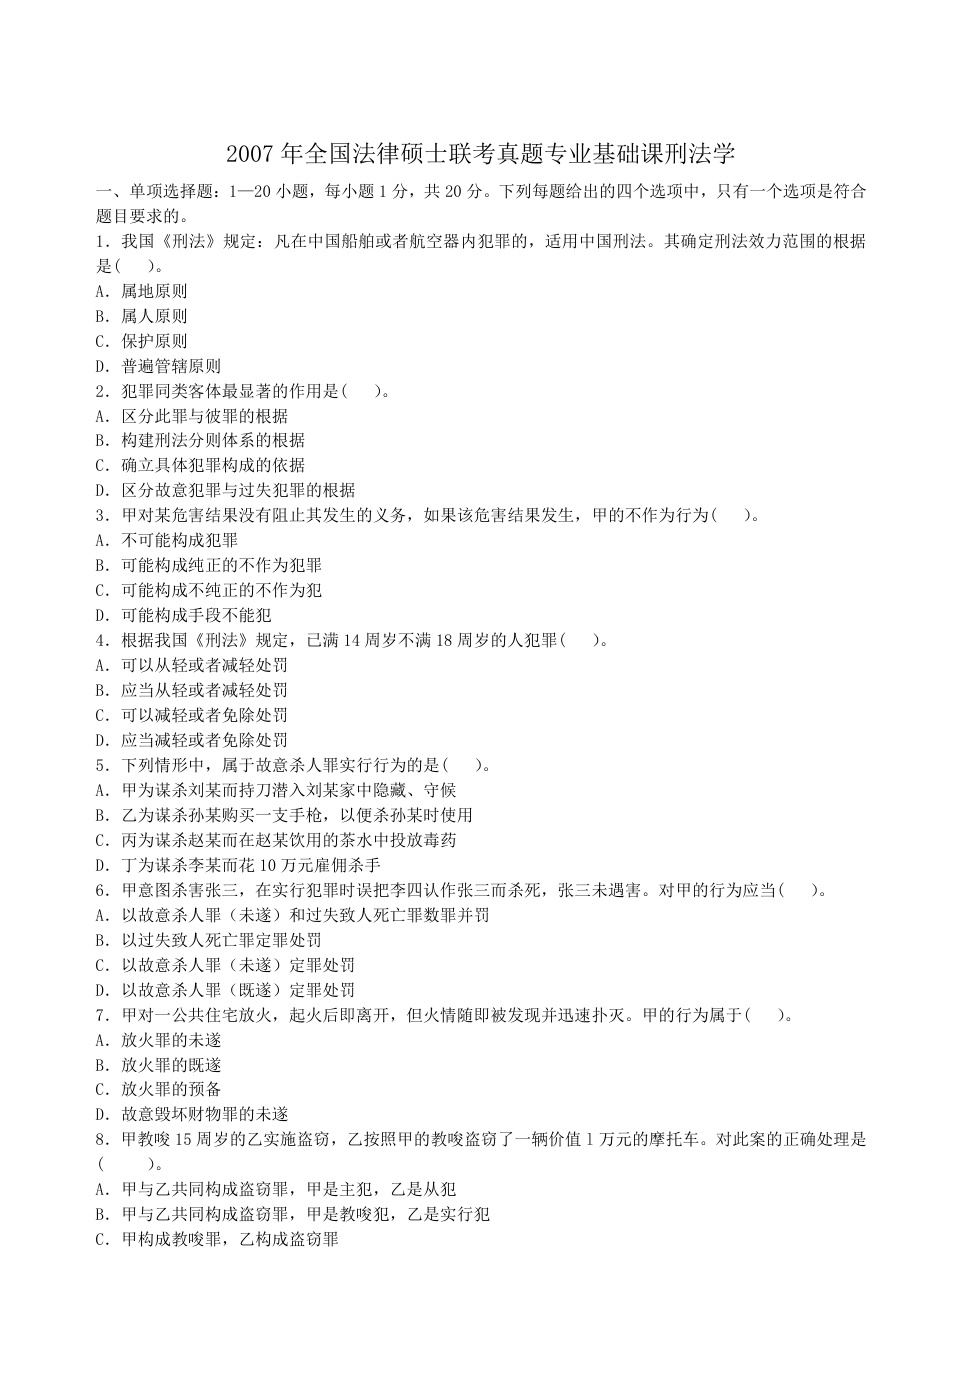 2007 年全国法律硕士联考真题专业基础课刑法学
一、单项选择题：1—20 小题，每小题 1 分，共 20 分。下列每题给出的四个选项中，只有一个选项是符合
题目要求的。
1．我国《刑法》规定：凡在中国船舶或者航空器内犯罪的，适用中国刑法。其确定刑法效力范围的根据
是(　　)。
A．属地原则
B．属人原则
C．保护原则
D．普遍管辖原则
2．犯罪同类客体最显著的作用是(　　)。
A．区分此罪与彼罪的根据
B．构建刑法分则体系的根据
C．确立具体犯罪构成的依据
D．区分故意犯罪与过失犯罪的根据
3．甲对某危害结果没有阻止其发生的义务，如果该危害结果发生，甲的不作为行为(　　)。
A．不可能构成犯罪
B．可能构成纯正的不作为犯罪
C．可能构成不纯正的不作为犯
D．可能构成手段不能犯
4．根据我国《刑法》规定，已满 14 周岁不满 18 周岁的人犯罪(　　)。
A．可以从轻或者减轻处罚
B．应当从轻或者减轻处罚
C．可以减轻或者免除处罚
D．应当减轻或者免除处罚
5．下列情形中，属于故意杀人罪实行行为的是(　　)。
A．甲为谋杀刘某而持刀潜入刘某家中隐藏、守候
B．乙为谋杀孙某购买一支手枪，以便杀孙某时使用
C．丙为谋杀赵某而在赵某饮用的茶水中投放毒药
D．丁为谋杀李某而花 10 万元雇佣杀手
6．甲意图杀害张三，在实行犯罪时误把李四认作张三而杀死，张三未遇害。对甲的行为应当(　　)。
A．以故意杀人罪（未遂）和过失致人死亡罪数罪并罚
B．以过失致人死亡罪定罪处罚
C．以故意杀人罪（未遂）定罪处罚
D．以故意杀人罪（既遂）定罪处罚
7．甲对一公共住宅放火，起火后即离开，但火情随即被发现并迅速扑灭。甲的行为属于(　　)。
A．放火罪的未遂
B．放火罪的既遂
C．放火罪的预备
D．故意毁坏财物罪的未遂
8．甲教唆 15 周岁的乙实施盗窃，乙按照甲的教唆盗窃了一辆价值 l 万元的摩托车。对此案的正确处理是
(　　)。
A．甲与乙共同构成盗窃罪，甲是主犯，乙是从犯
B．甲与乙共同构成盗窃罪，甲是教唆犯，乙是实行犯
C．甲构成教唆罪，乙构成盗窃罪